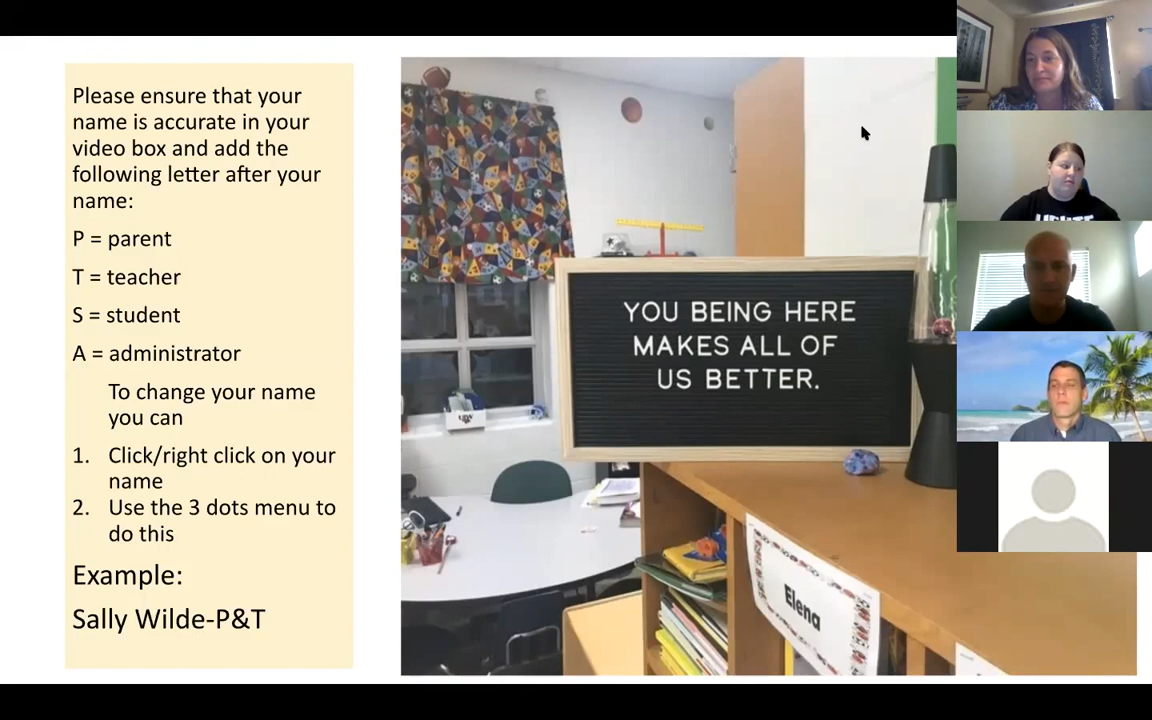 Please ensure that your
name is accurate in your
video box and add the
following letter after your
name:
P = parent
T = teacher
S = student
A = administrator
To change your name
you can
1. Click/right click on your
name
2. Use the 3 dots menu to
do this
Example:
Sally Wilde-P&T
YOU BEING HERE
MAKES ALL OF
US BETTER.
Elena